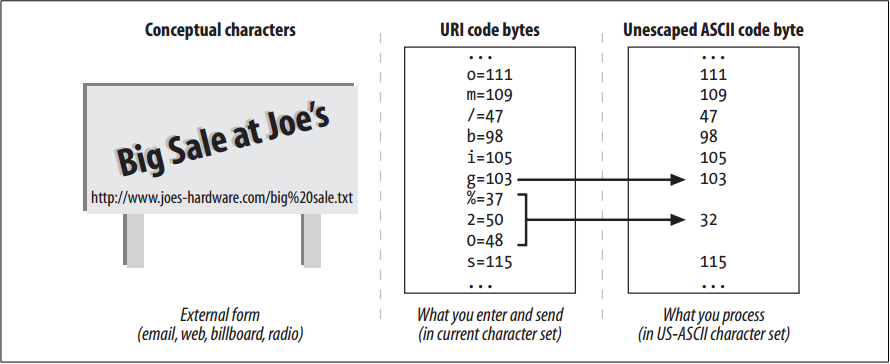 Conceptual characters
Big Sale at Joe's
http://www.joes-hardware.com/big%20sale.txt
External form
(email, web, billboard, radio)
URI code bytes
...
o=111
m=109
/=47
b=98
i=105
g=103
%=37
2=50
0=48
s=115
...
What you enter and send
(in current character set)
Unescaped ASCII code byte
...
111
109
47
98
105
103
32
115
...
What you process
(in US-ASCII character set)